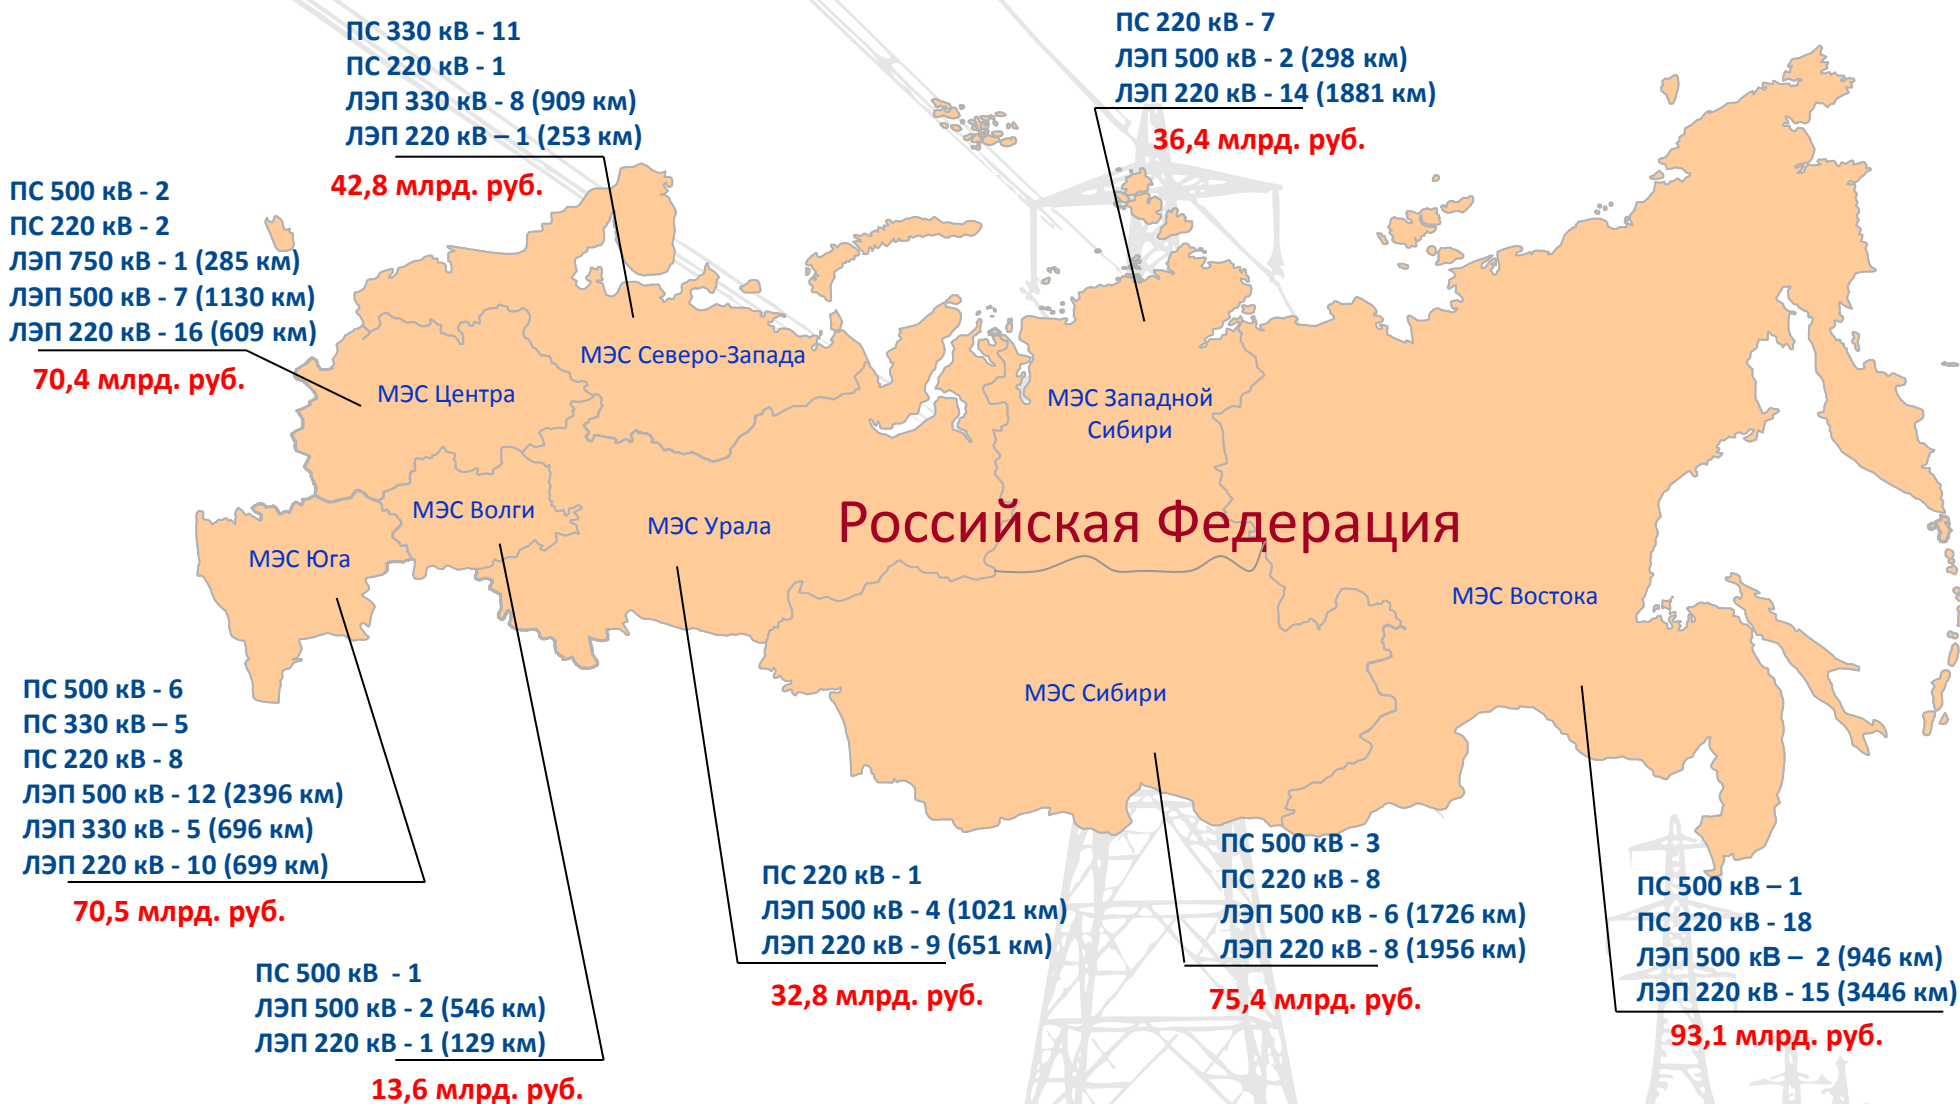 ПС 330 кВ - 11
ПС 220 кВ - 1
ЛЭП 330 кВ - 8 (909 км)
ЛЭП 220 кВ – 1 (253 км)
42,8 млрд. руб.
ПС 220 кВ - 7
ЛЭП 500 кВ - 2 (298 км)
ЛЭП 220 кВ - 14 (1881 км)
36,4 млрд. руб.
ПС 500 кВ - 2
ПС 220 кВ - 2
ЛЭП 750 кВ - 1 (285 км)
ЛЭП 500 кВ - 7 (1130 км)
ЛЭП 220 кВ - 16 (609 км)
70,4 млрд. руб.
МЭС Северо-Запада
МЭС Центра
МЭС Западной
Сибири
МЭС Волги
МЭС Урала
Российская Федерация
МЭС Юга
МЭС Востока
МЭС Сибири
ПС 500 кВ - 6
ПС 330 кВ – 5
ПС 220 кВ - 8
ЛЭП 500 кВ - 12 (2396 км)
ЛЭП 330 кВ - 5 (696 км)
ЛЭП 220 кВ - 10 (699 км)
70,5 млрд. руб.
ПС 500 кВ  - 1
ЛЭП 500 кВ - 2 (546 км)
ЛЭП 220 кВ - 1 (129 км)
13,6 млрд. руб.
ПС 220 кВ - 1
ЛЭП 500 кВ - 4 (1021 км)
ЛЭП 220 кВ - 9 (651 км)
32,8 млрд. руб.
ПС 500 кВ - 3
ПС 220 кВ - 8
ЛЭП 500 кВ - 6 (1726 км)
ЛЭП 220 кВ - 8 (1956 км)
75,4 млрд. руб.
ПС 500 кВ – 1
ПС 220 кВ - 18
ЛЭП 500 кВ –  2 (946 км)
ЛЭП 220 кВ - 15 (3446 км)
93,1 млрд. руб.